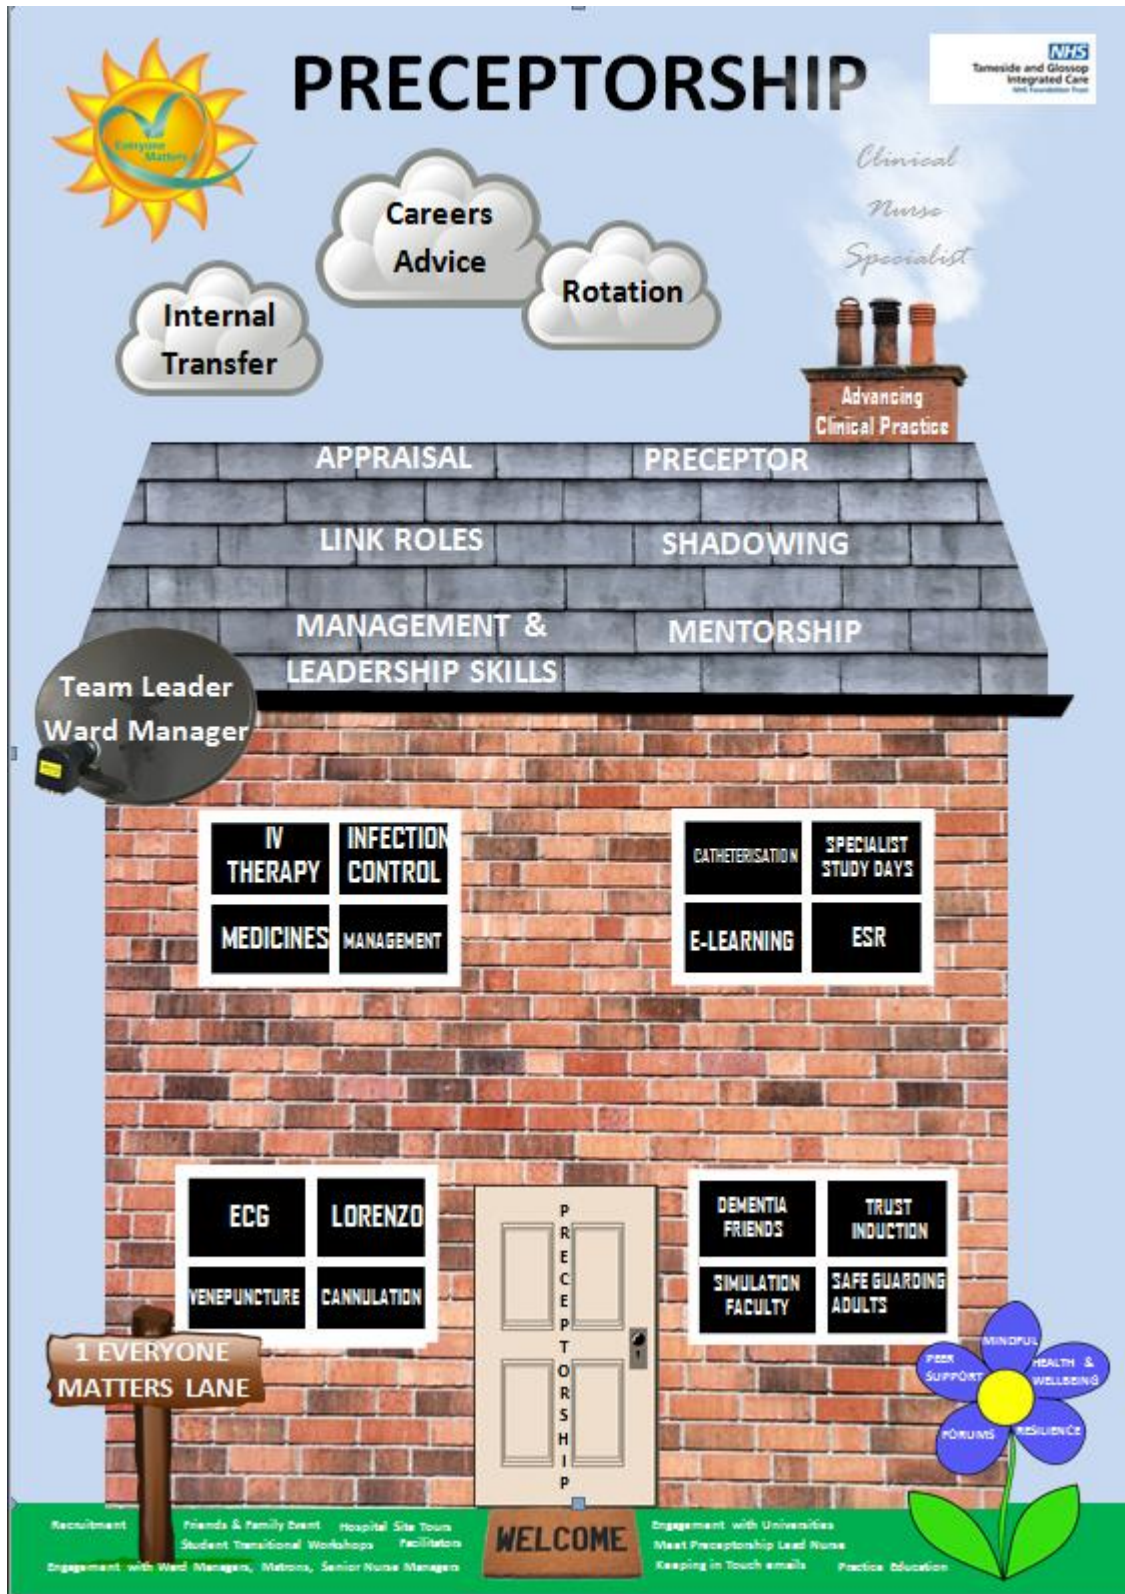 PRECEPTORSHIP
NHS
Tameside and Glossop
Integrated Care
NHS Foundation Trust
Everyone
Matters
Clinical
Nurse
Specialist
Careers
Advice
Rotation
Internal
Transfer
Advancing
Clinical Practice
APPRAISAL
PRECEPTOR
LINK ROLES
SHADOWING
MANAGEMENT &
LEADERSHIP SKILLS
MENTORSHIP
Team Leader
Ward Manager
IV
THERAPY
INFECTION
CONTROL
MEDICINES
MANAGEMENT
CATHETERISATION
SPECIALIST
STUDY DAYS
E-LEARNING
ESR
ECG
LORENZO
VENEPUNCTURE
CANNULATION
PRECEPTORSHIP
DEMENTIA
FRIENDS
TRUST
INDUCTION
SIMULATION
FACULTY
SAFE GUARDING
ADULTS
1 EVERYONE
MATTERS LANE
MINDFUL
PEER
SUPPORT
HEALTH &
WELLBEING
FORUMS
RESILIENCE
Recruitment
Friends & Family Event
Hospital Site Tours
Student Transitional Workshops
Facilitators
Engagement with Ward Managers, Matrons, Senior Nurse Managers
WELCOME
Engagement with Universities
Meet Preceptorship Lead Nurse
Keeping in Touch emails
Practice Education